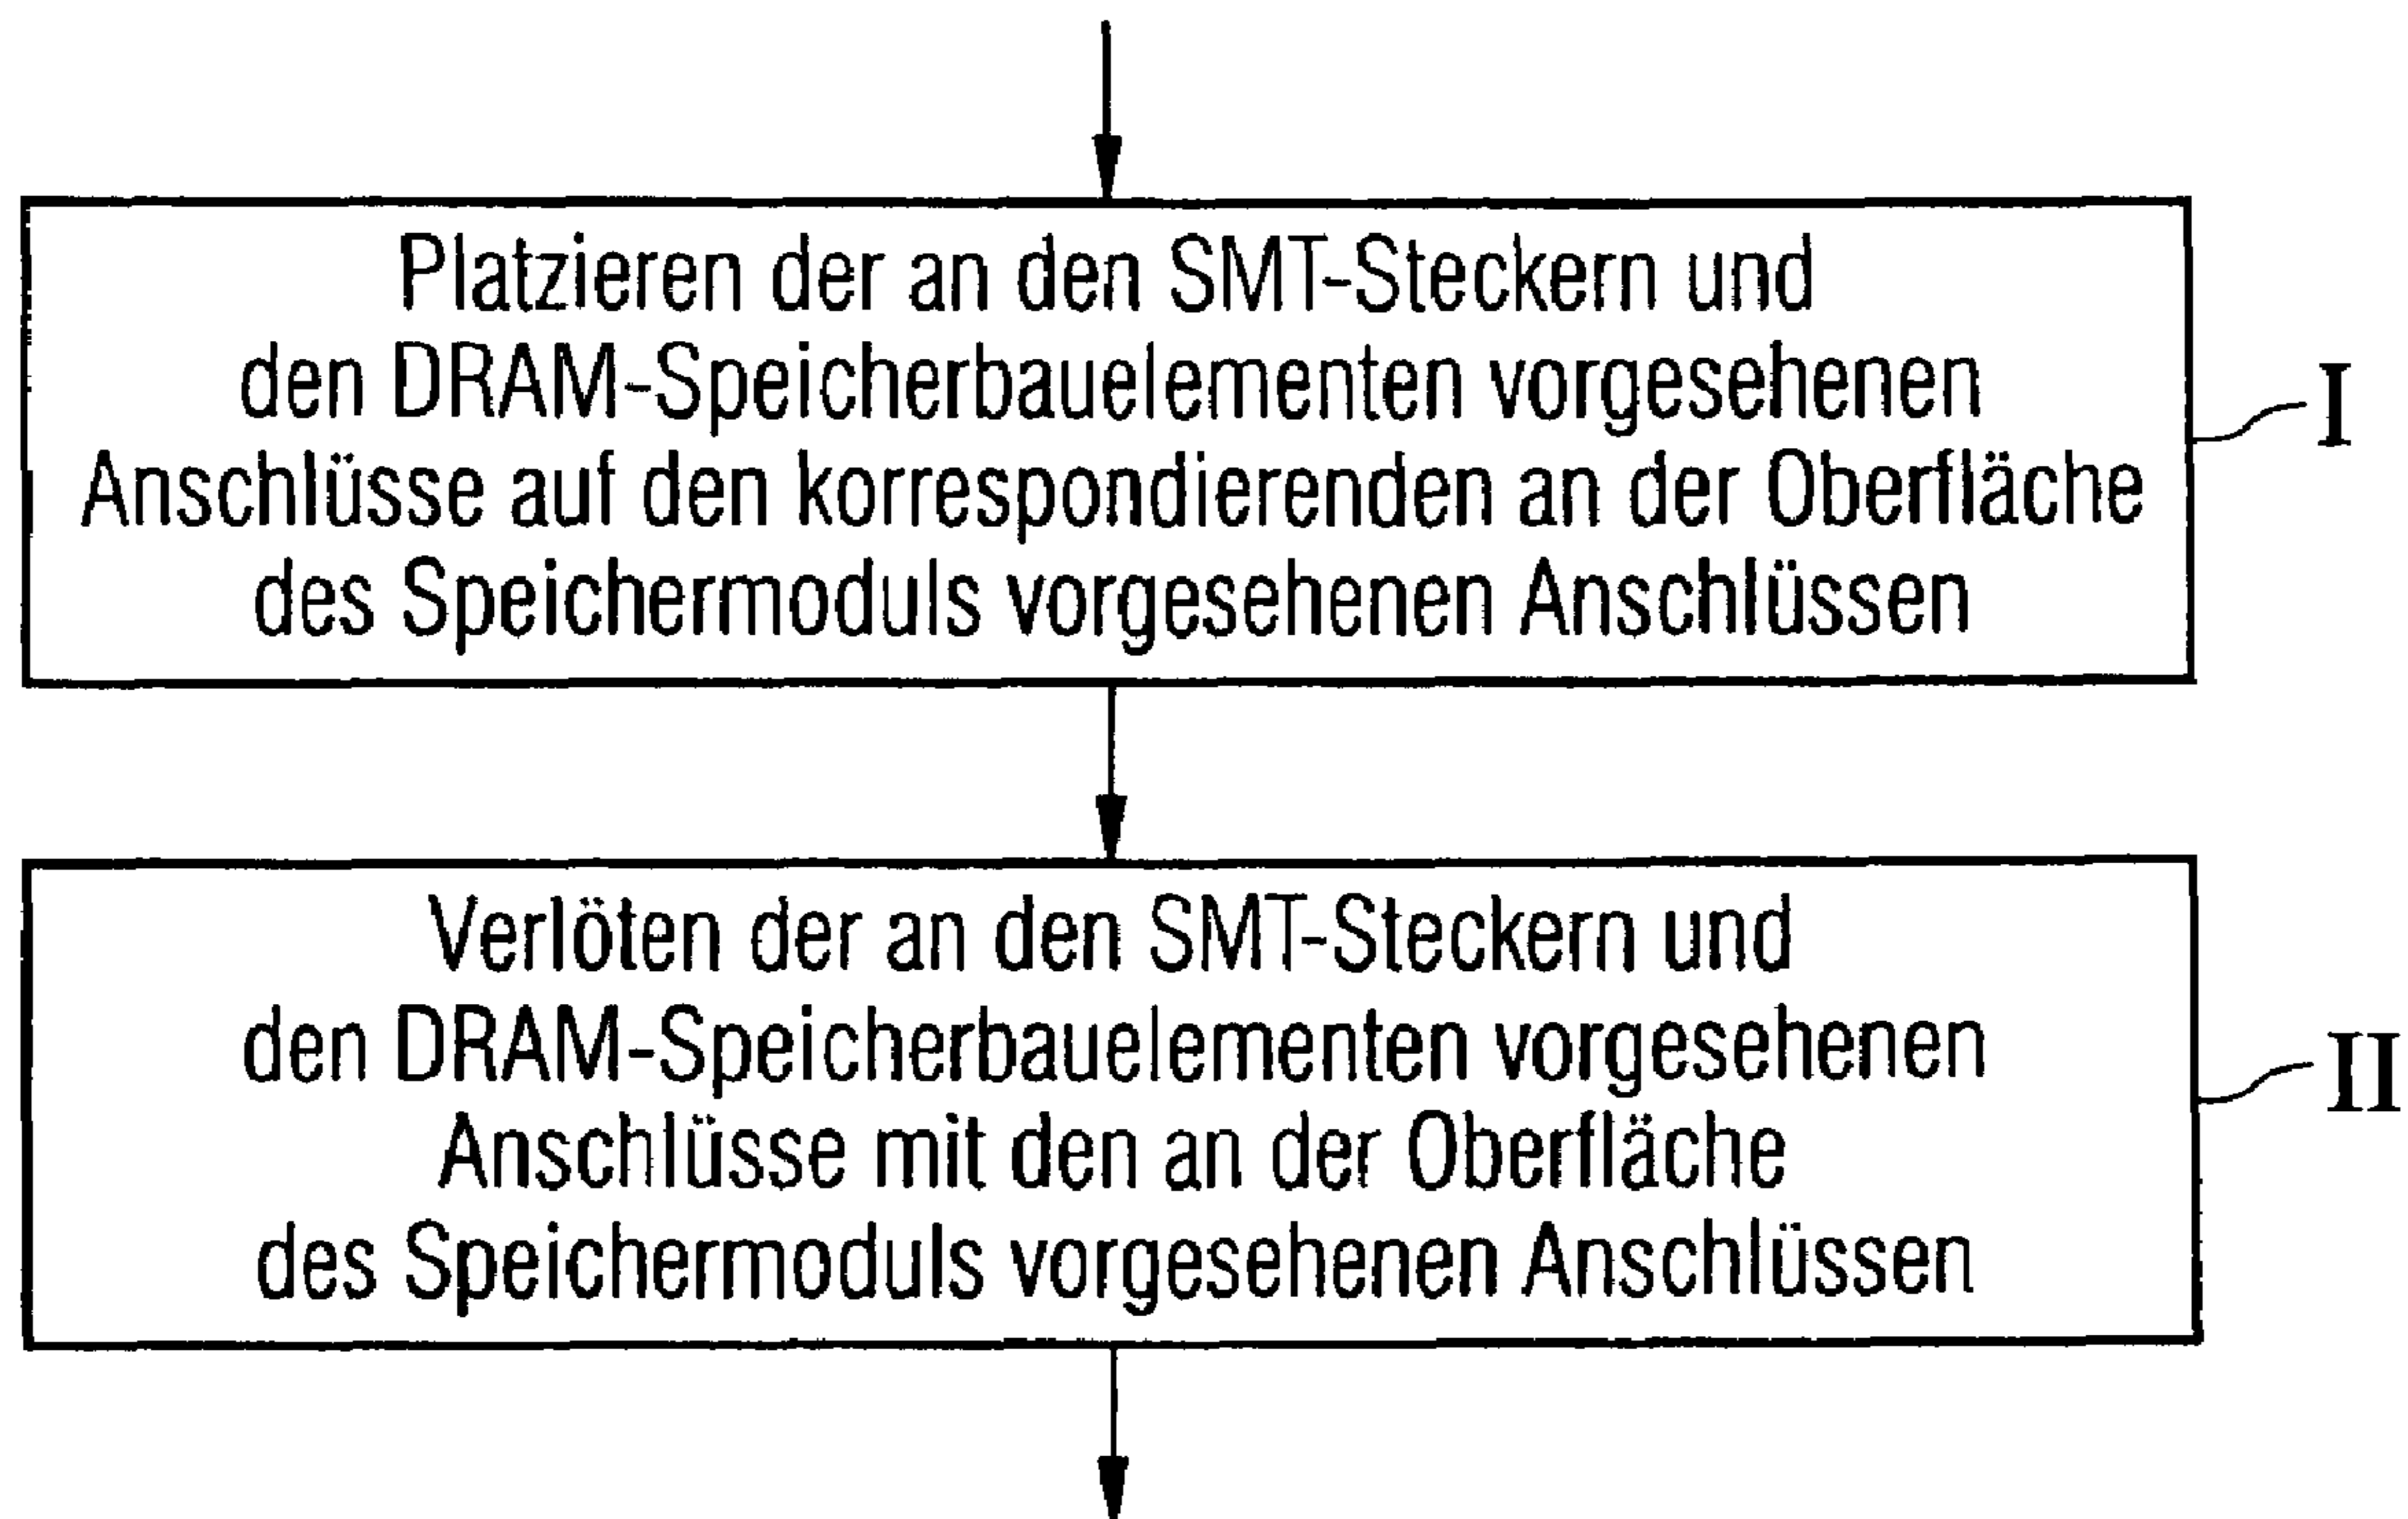 Platzieren der an den SMT-Steckern und
den DRAM-Speicherbauelementen vorgesehenen
Anschlüsse auf den korrespondierenden an der Oberfläche
des Speichermoduls vorgesehenen Anschlüssen
I
Verlöten der an den SMT-Steckern und
den DRAM-Speicherbauelementen vorgesehenen
Anschlüsse mit den an der Oberfläche
des Speichermoduls vorgesehenen Anschlüssen
II